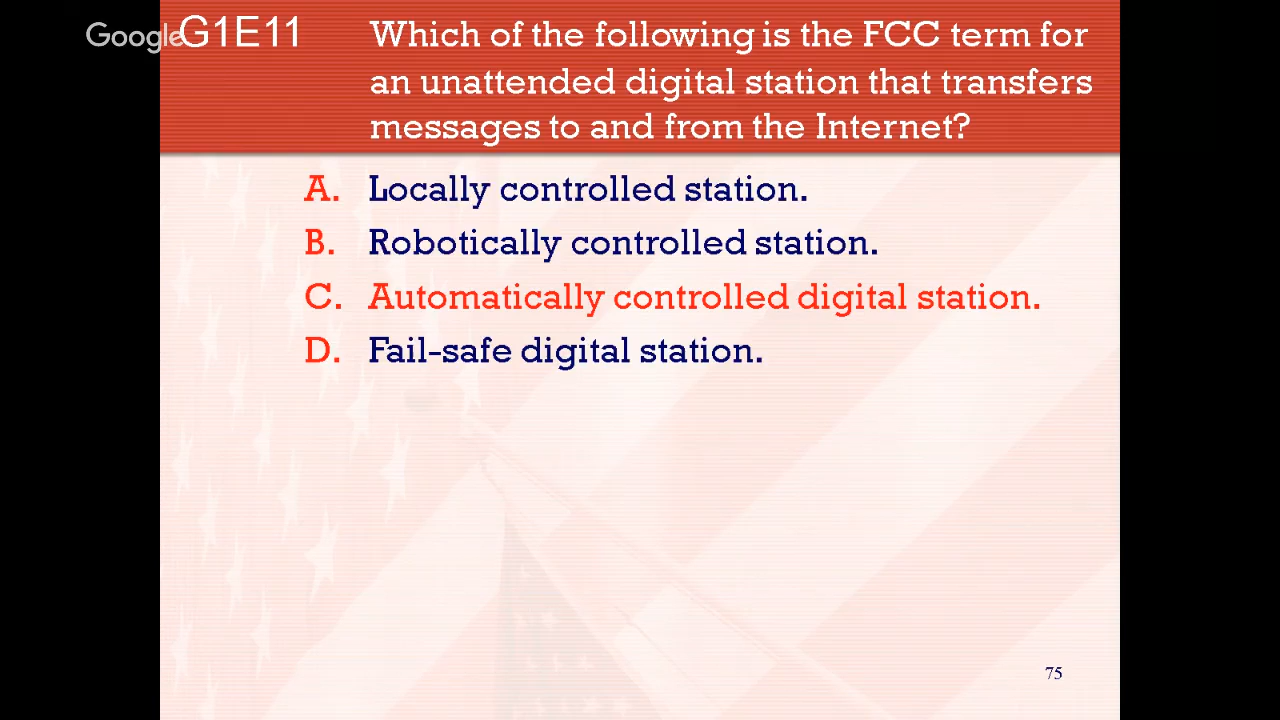 Google
G1E11 Which of the following is the FCC term for
an unattended digital station that transfers
messages to and from the Internet?
A. Locally controlled station.
B. Robotically controlled station.
C. Automatically controlled digital station.
D. Fail-safe digital station.
75